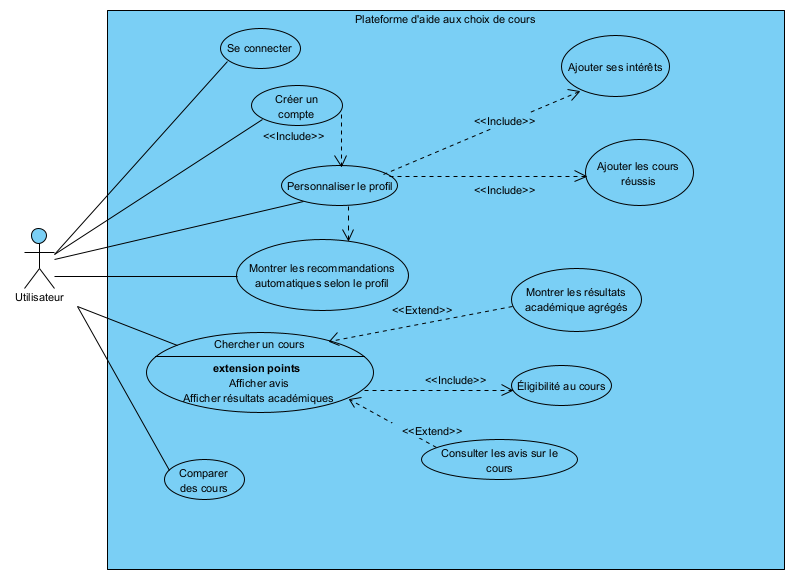 Plateforme d'aide aux choix de cours
Se connecter
Ajouter ses intérêts
Créer un
compte
<<Include>>
<<Include>>
Ajouter les cours
réussis
Personnaliser le profil
<<Include>>
Utilisateur
Montrer les recommandations
automatiques selon le profil
Montrer les résultats
académique agrégés
<<Extend>>
Chercher un cours
extension points
Afficher avis
Afficher résultats académiques
<<Include>>
Éligibilité au cours
<<Extend>>
Consulter les avis sur le
cours
Comparer
des cours